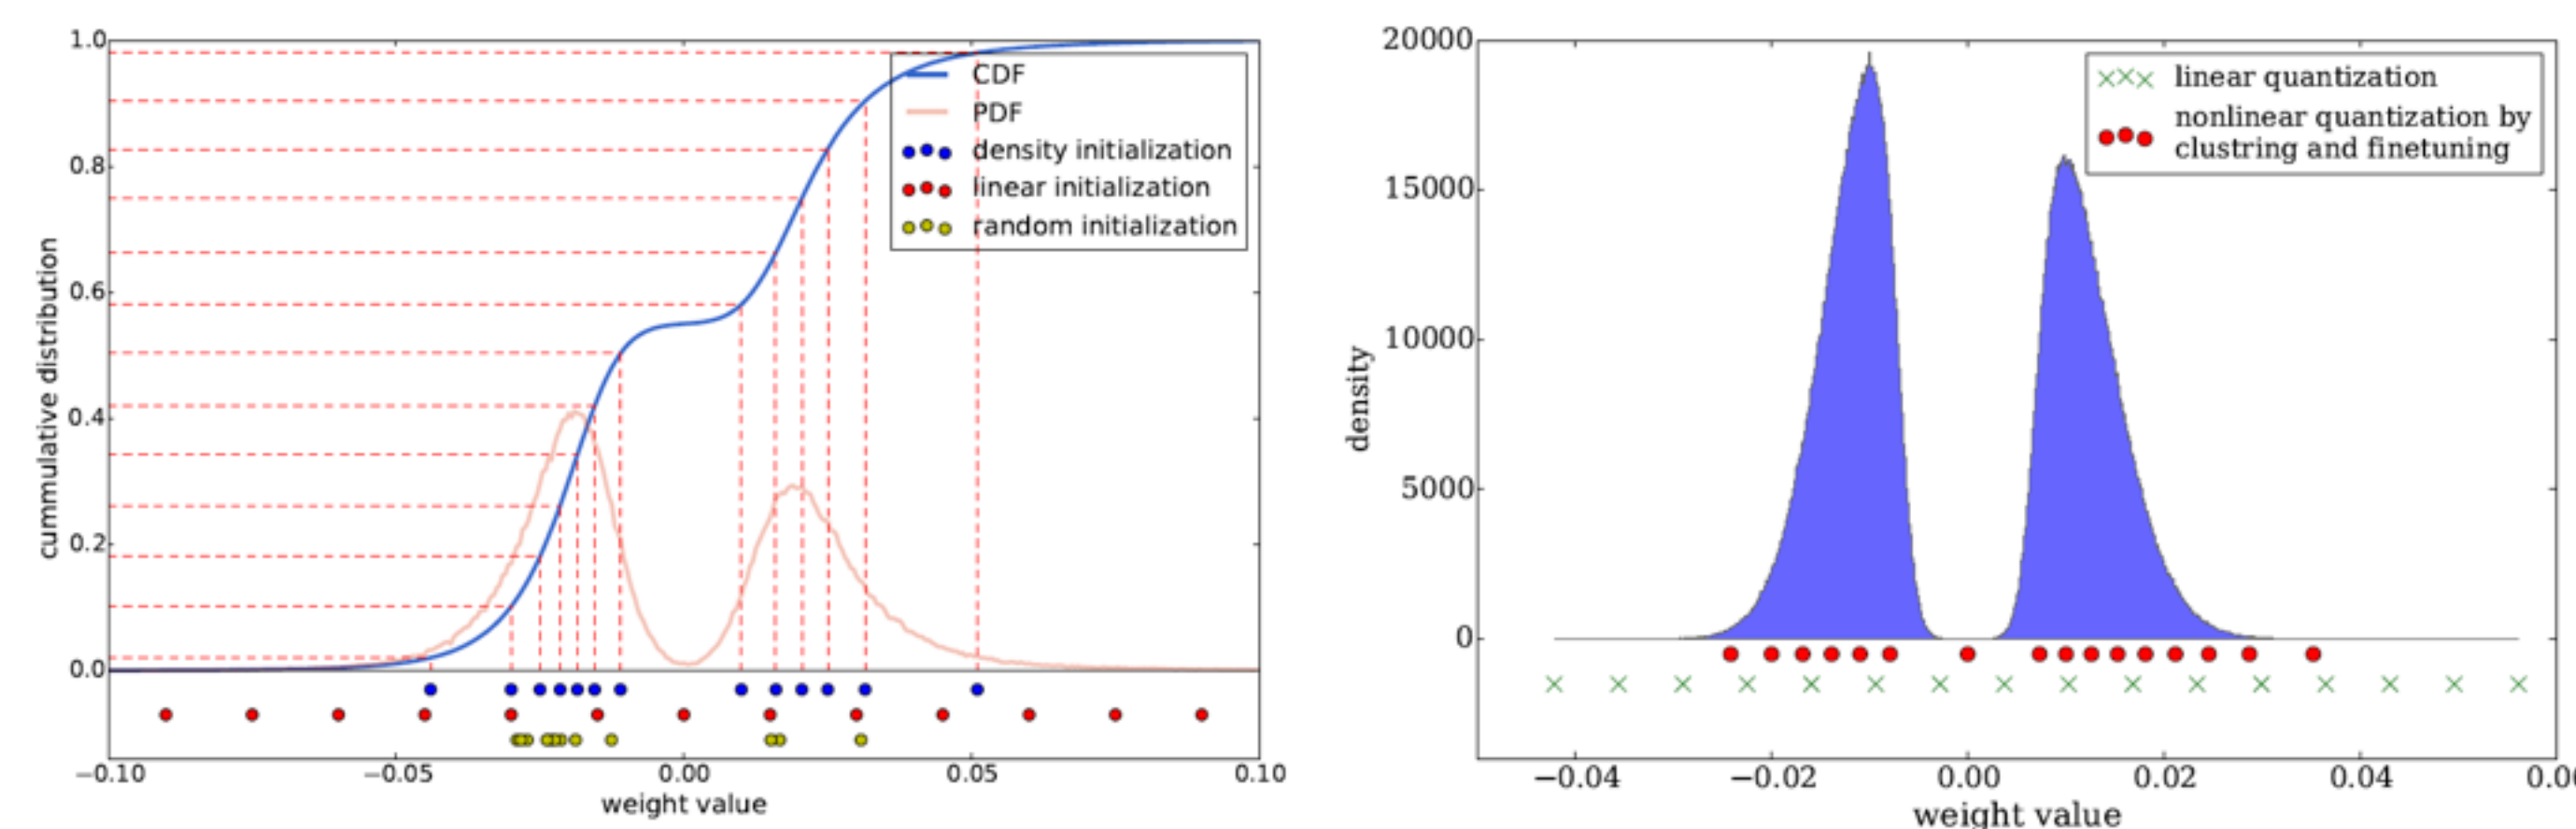 1.0
0.8
0.6
0.4
0.2
0.0
cummulative distribution
CDF
PDF
density initialization
linear initialization
random initialization
−0.10
−0.05
0.00
0.05
0.10
weight value
20000
15000
10000
5000
0
density
linear quantization
nonlinear quantization by
clustring and finetuning
−0.04
−0.02
0.00
0.02
0.04
weight value